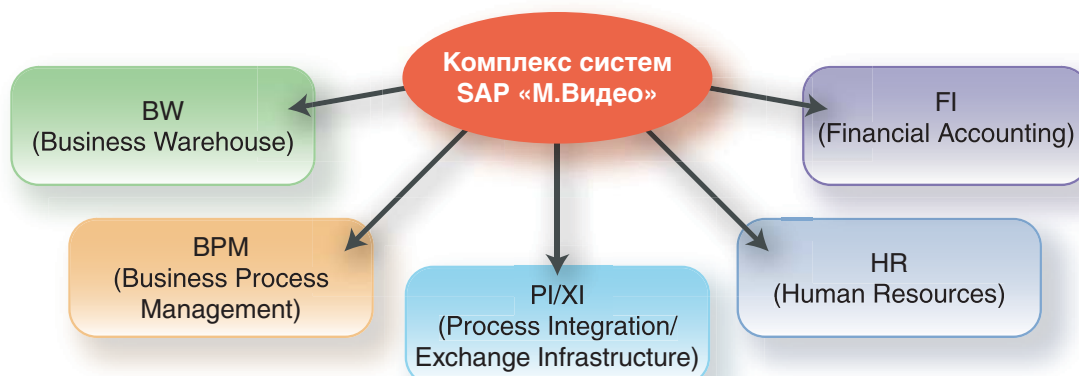 Комплекс систем
SAP «М.Видео»
BW
(Business Warehouse)
FI
(Financial Accounting)
BPM
(Business Process
Management)
PI/XI
(Process Integration/
Exchange Infrastructure)
HR
(Human Resources)